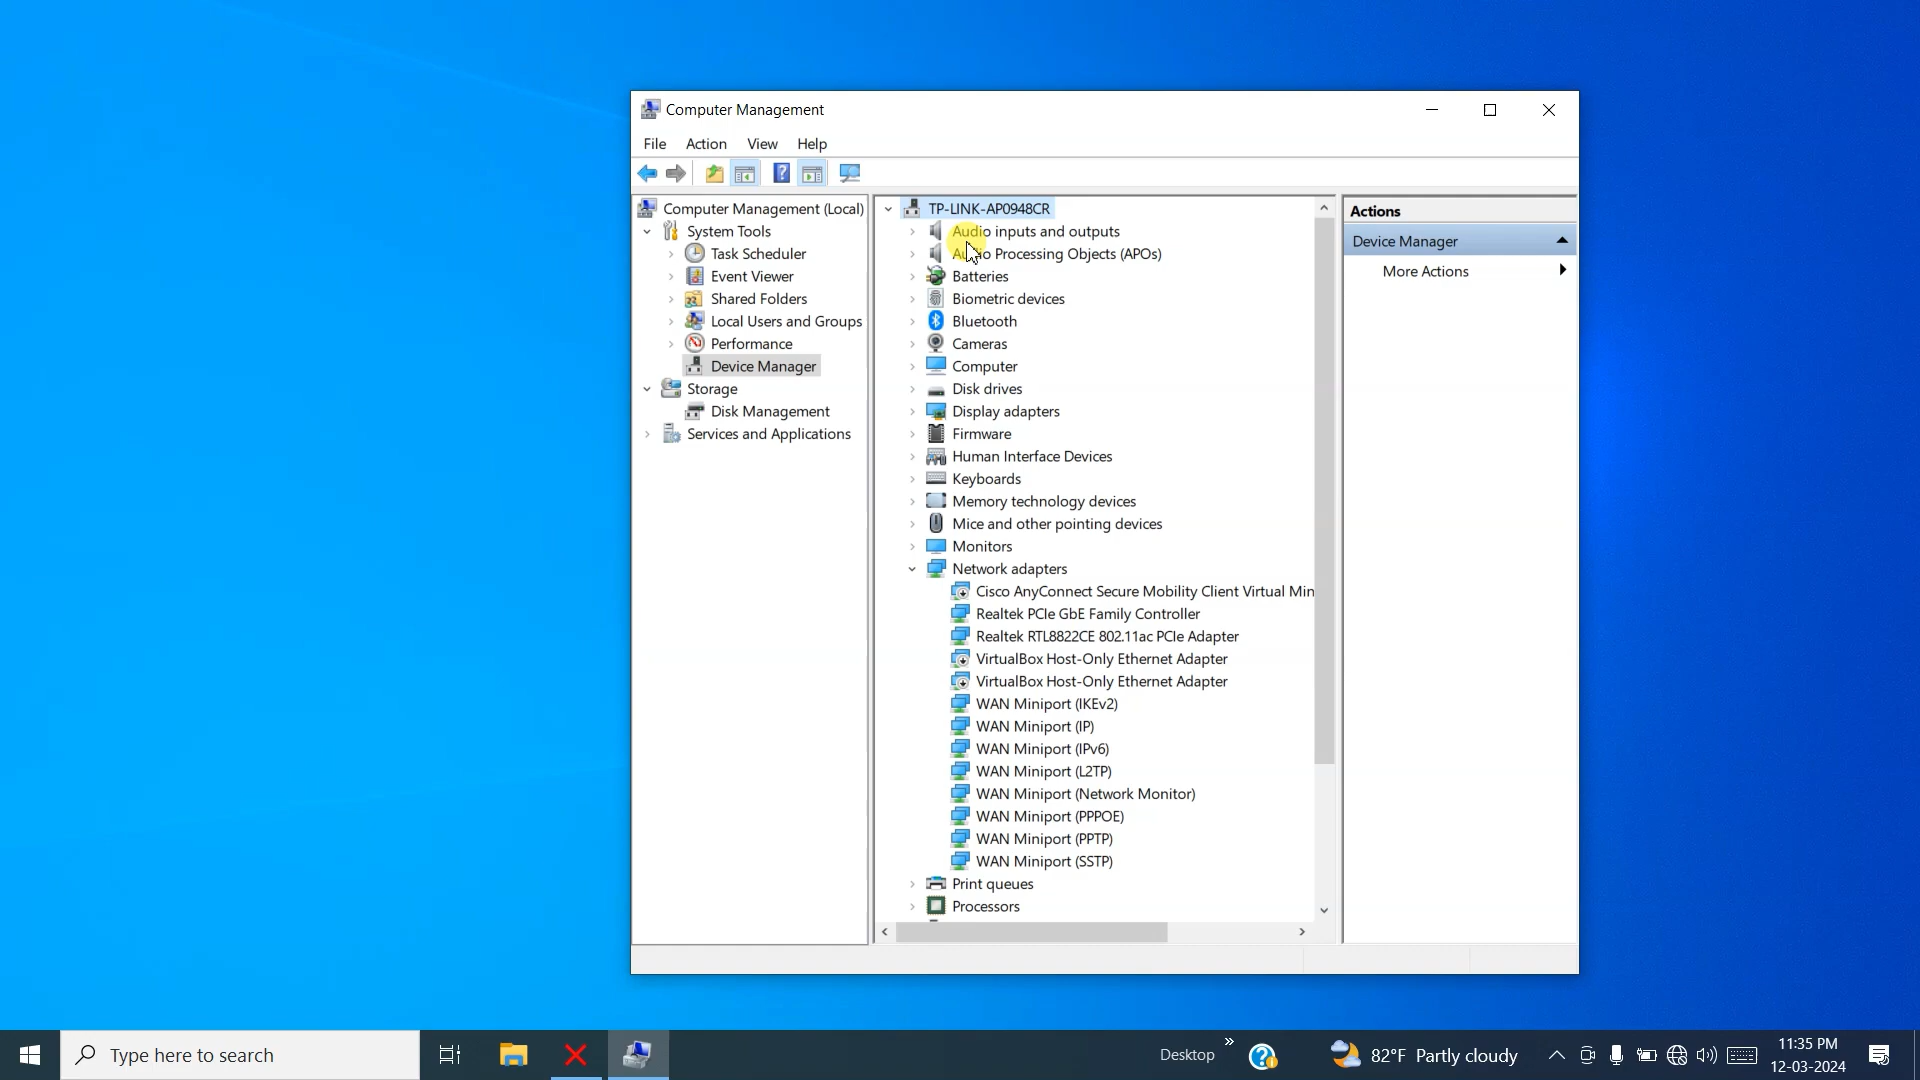 Computer Management
File Action View Help
Computer Management (Local)
System Tools
Task Scheduler
Event Viewer
Shared Folders
Local Users and Groups
Performance
Device Manager
Storage
Disk Management
Services and Applications
TP-LINK-AP0948CR
Audio inputs and outputs
Audio Processing Objects (APOs)
Batteries
Biometric devices
Bluetooth
Cameras
Computer
Disk drives
Display adapters
Firmware
Human Interface Devices
Keyboards
Memory technology devices
Mice and other pointing devices
Monitors
Network adapters
Cisco AnyConnect Secure Mobility Client Virtual Min
Realtek PCIe GbE Family Controller
Realtek RTL8822CE 802.11ac PCIe Adapter
VirtualBox Host-Only Ethernet Adapter
VirtualBox Host-Only Ethernet Adapter
WAN Miniport (IKEv2)
WAN Miniport (IP)
WAN Miniport (IPv6)
WAN Miniport (L2TP)
WAN Miniport (Network Monitor)
WAN Miniport (PPPOE)
WAN Miniport (PPTP)
WAN Miniport (SSTP)
Print queues
Processors
Actions
Device Manager
More Actions
Type here to search
Desktop
82°F Partly cloudy
11:35 PM
12-03-2024